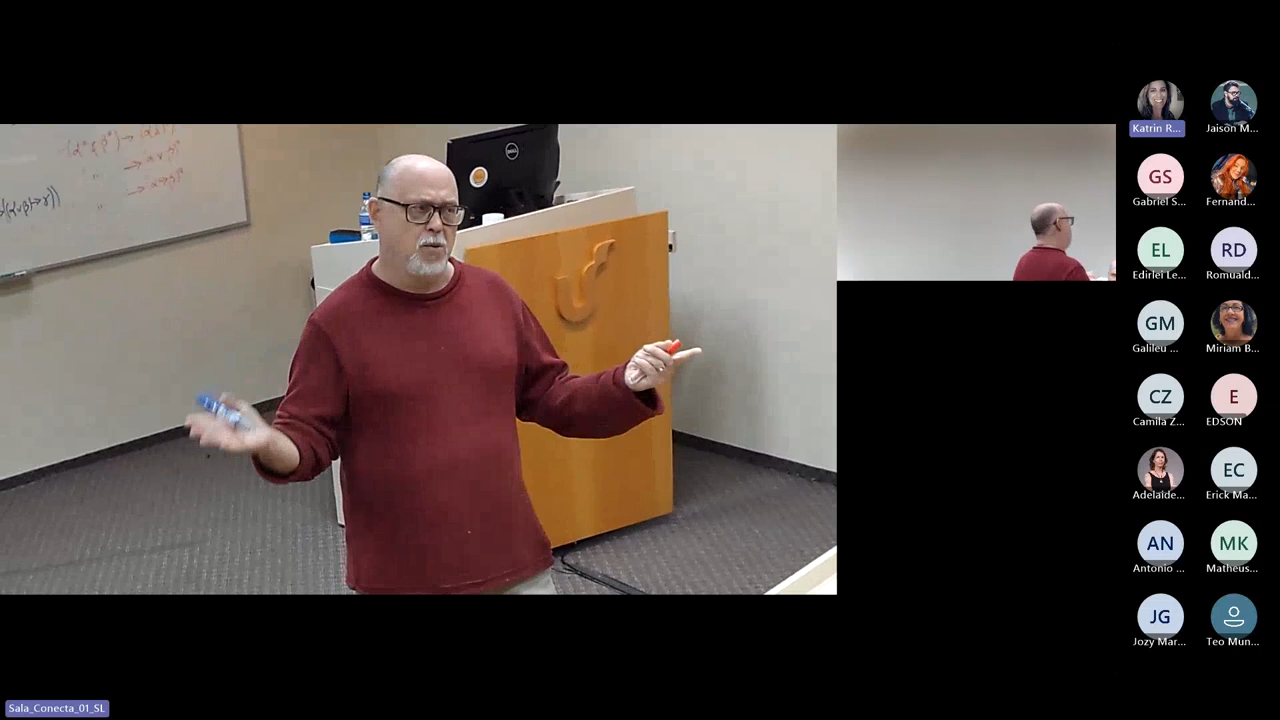 DELL
Katrin R...
Jaison M...
GS
Gabriel S...
Fernand...
EL
Edirlei Le...
RD
Romuald...
GM
Galileu ...
Miriam B...
CZ
Camila Z...
E
EDSON
Adelaide...
EC
Erick Ma...
AN
Antonio ...
MK
Matheus...
JG
Jozy Mar...
Teo Mun...
Sala_Conecta_01_SL